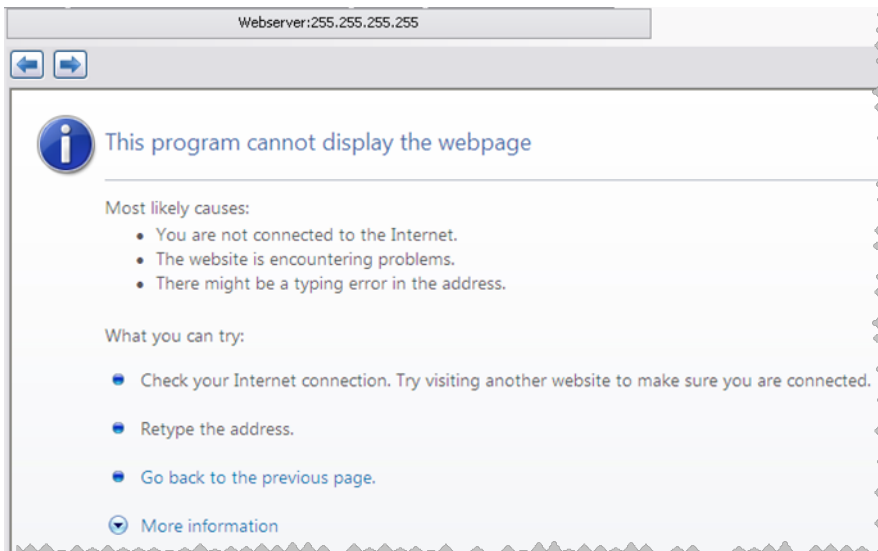 Webserver:255.255.255.255
This program cannot display the webpage
Most likely causes:
• You are not connected to the Internet.
• The website is encountering problems.
• There might be a typing error in the address.
What you can try:
Check your Internet connection. Try visiting another website to make sure you are connected.
Retype the address.
Go back to the previous page.
More information